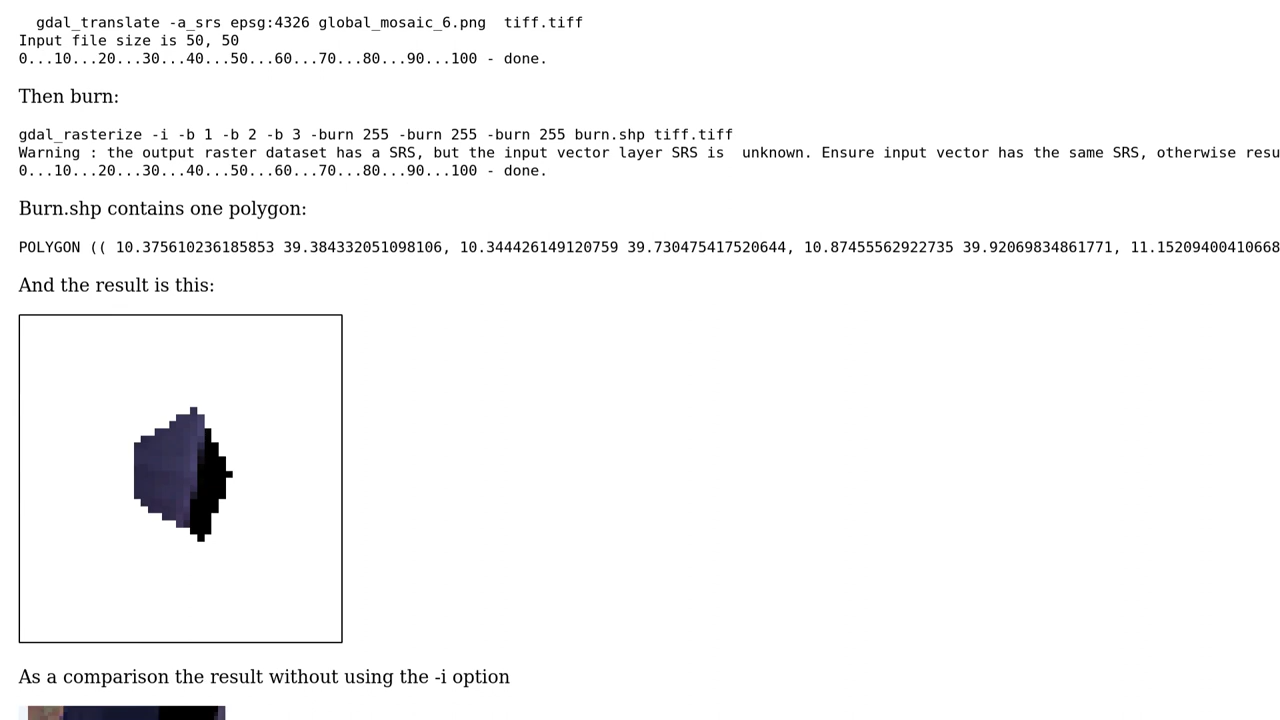 gdal_translate -a_srs epsg:4326 global_mosaic_6.png  tiff.tiff
Input file size is 50, 50
0...10...20...30...40...50...60...70...80...90...100 - done.
Then burn:
gdal_rasterize -i -b 1 -b 2 -b 3 -burn 255 -burn 255 -burn 255 burn.shp tiff.tiff
Warning : the output raster dataset has a SRS, but the input vector layer SRS is  unknown. Ensure input vector has the same SRS, otherwise resu
0...10...20...30...40...50...60...70...80...90...100 - done.
Burn.shp contains one polygon:
POLYGON (( 10.375610236185853 39.384332051098106, 10.344426149120759 39.730475417520644, 10.87455562922735 39.92069834861771, 11.15209400410668
And the result is this:
As a comparison the result without using the -i option